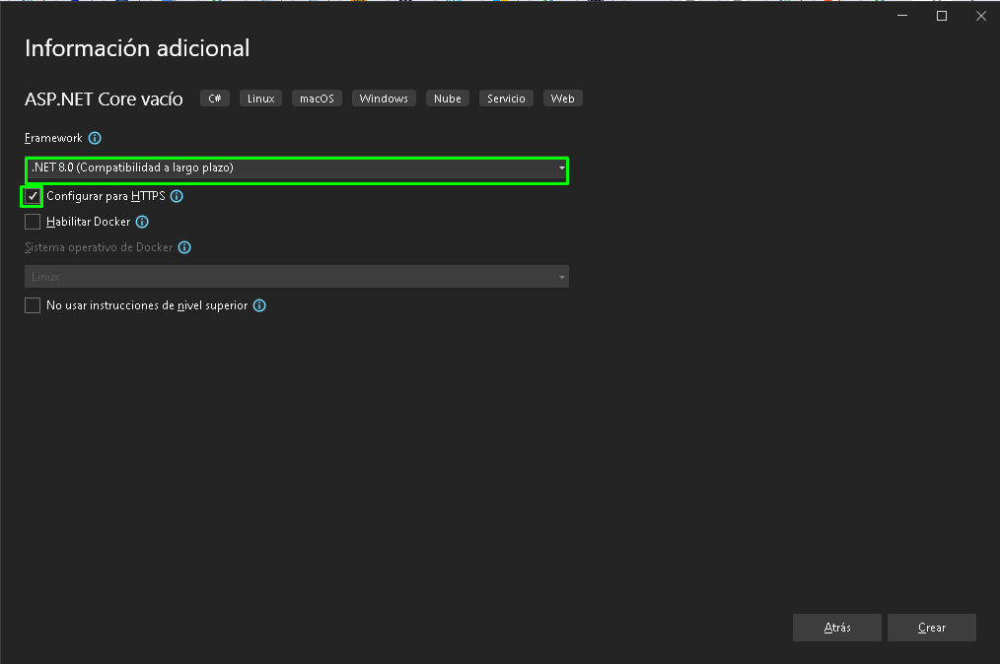 Información adicional
ASP.NET Core vacío C# Linux macOS Windows Nube Servicio Web
Framework
.NET 8.0 (Compatibilidad a largo plazo)
Configurar para HTTPS
Habilitar Docker
Sistema operativo de Docker
Linux
No usar instrucciones de nivel superior
Atrás Crear